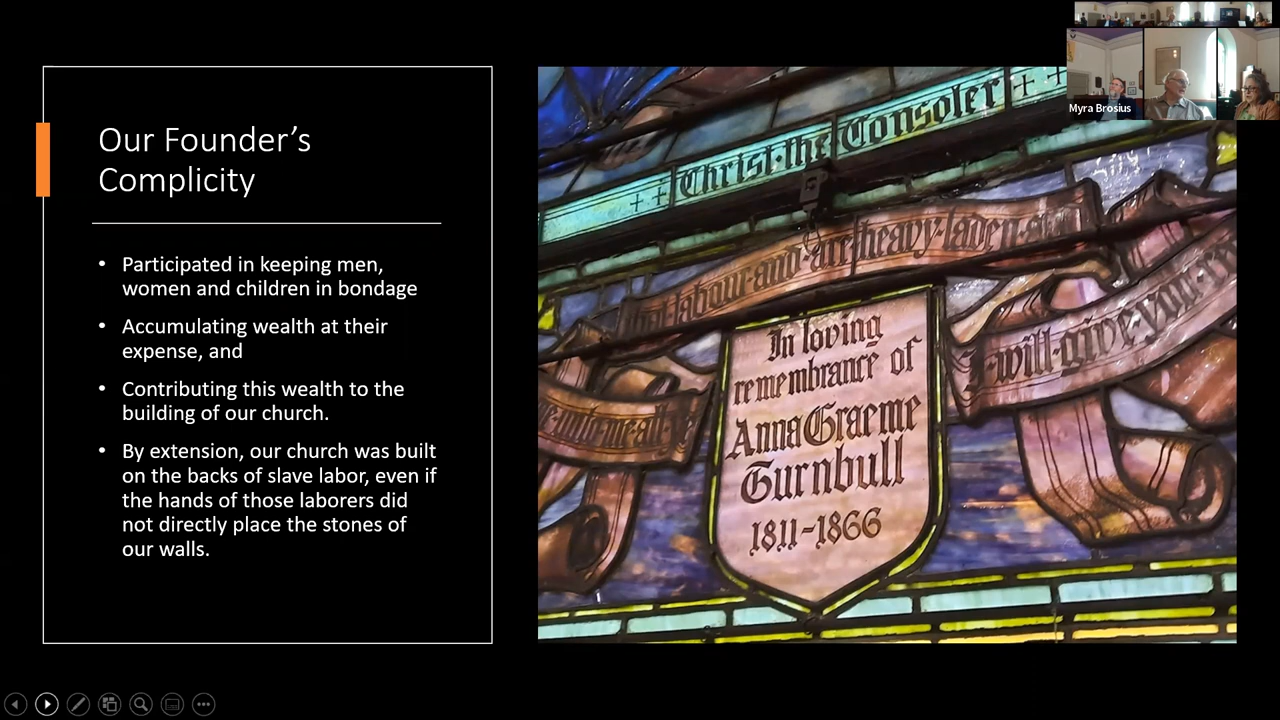 Our Founder’s
Complicity
• Participated in keeping men,
women and children in bondage
• Accumulating wealth at their
expense, and
• Contributing this wealth to the
building of our church.
• By extension, our church was built
on the backs of slave labor, even if
the hands of those laborers did
not directly place the stones of
our walls.
Christ·the·Consoler
that·labour·and·are·heavy·laden
In loving
remembrance of
Anna Graeme
Turnbull
1811-1866
unto·me·all
I·will·give·you
Myra Brosius